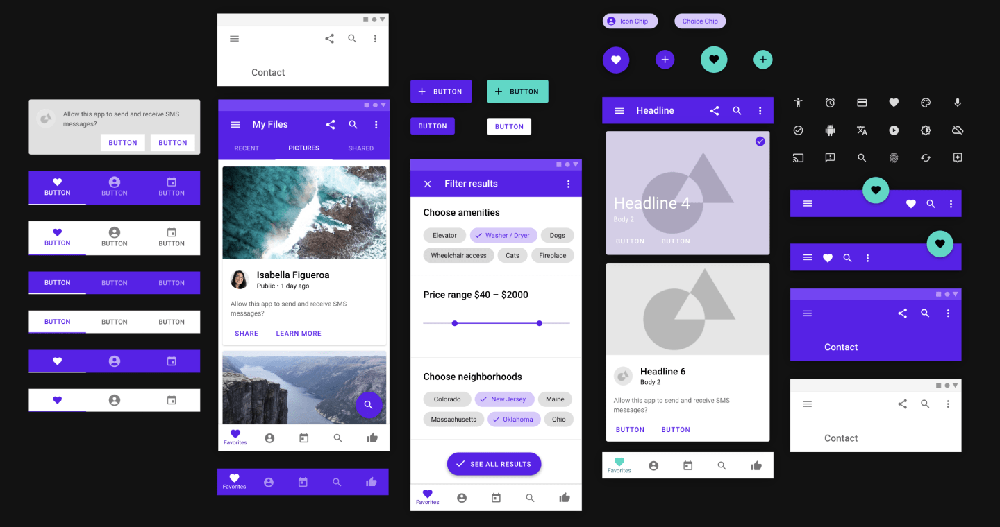 Allow this app to send and receive SMS
messages?
BUTTON BUTTON
BUTTON BUTTON BUTTON
BUTTON BUTTON BUTTON
BUTTON BUTTON BUTTON
BUTTON BUTTON BUTTON
Contact
My Files
RECENT PICTURES SHARED
Isabella Figueroa
Public • 1 day ago
Allow this app to send and receive SMS
messages?
SHARE LEARN MORE
Favorites
Favorites
BUTTON BUTTON
BUTTON BUTTON
Filter results
Choose amenities
Elevator Washer / Dryer Dogs
Wheelchair access Cats Fireplace
Price range $40 – $2000
Choose neighborhoods
Colorado New Jersey Maine
Massachusetts Oklahoma Ohio
SEE ALL RESULTS
Favorites
Icon Chip Choice Chip
Headline
Headline 4
Body 2
BUTTON BUTTON
Headline 6
Body 2
Allow this app to send and receive SMS
messages?
BUTTON BUTTON
Favorites
Contact
Contact